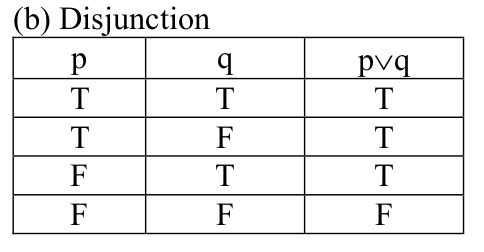 (b) Disjunction
p q p∨q
T T T
T F T
F T T
F F F